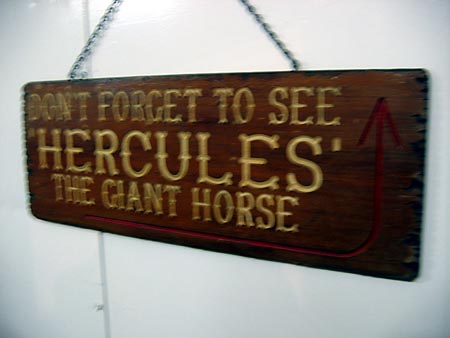 DON'T FORGET TO SEE
'HERCULES'
THE GIANT HORSE